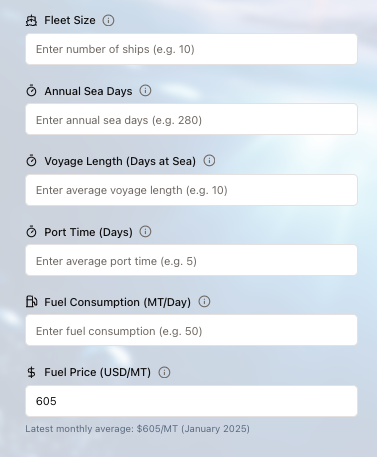 Fleet Size
Enter number of ships (e.g. 10)
Annual Sea Days
Enter annual sea days (e.g. 280)
Voyage Length (Days at Sea)
Enter average voyage length (e.g. 10)
Port Time (Days)
Enter average port time (e.g. 5)
Fuel Consumption (MT/Day)
Enter fuel consumption (e.g. 50)
Fuel Price (USD/MT)
605
Latest monthly average: $605/MT (January 2025)